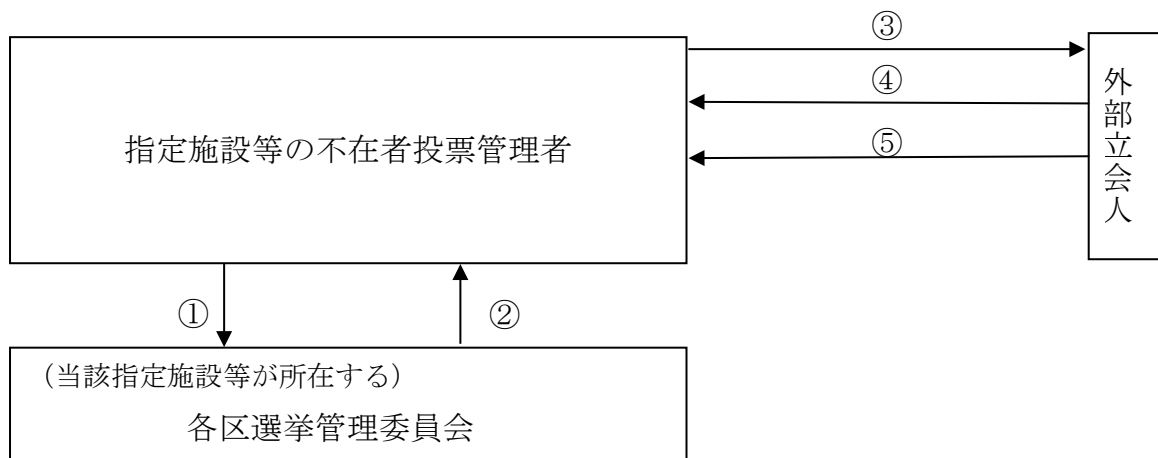 ③
④
⑤
指定施設等の不在者投票管理者
外部立会人
①
②
（当該指定施設等が所在する）
各区選挙管理委員会